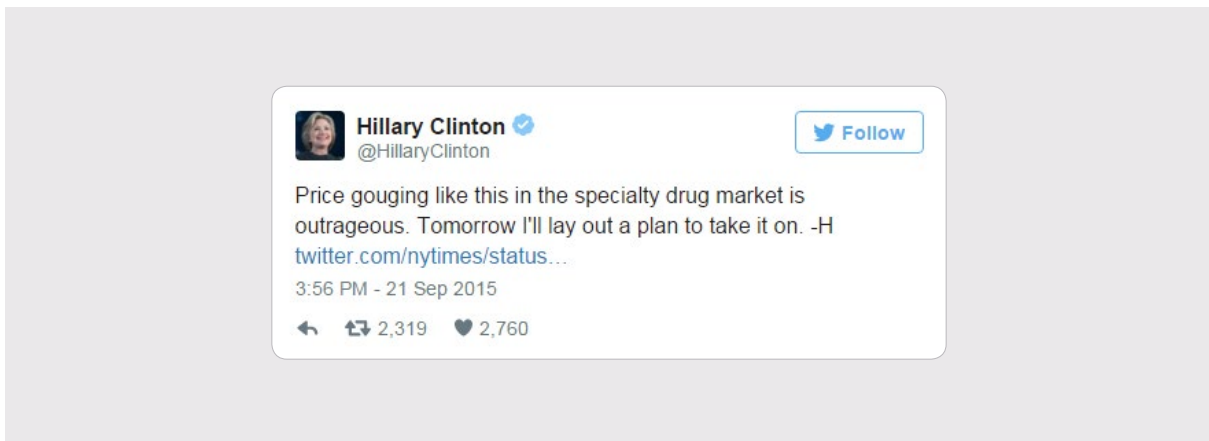 Hillary Clinton
Follow
@HillaryClinton
Price gouging like this in the specialty drug market is
outrageous. Tomorrow I'll lay out a plan to take it on. -H
twitter.com/nytimes/status…
3:56 PM - 21 Sep 2015
2,319 2,760